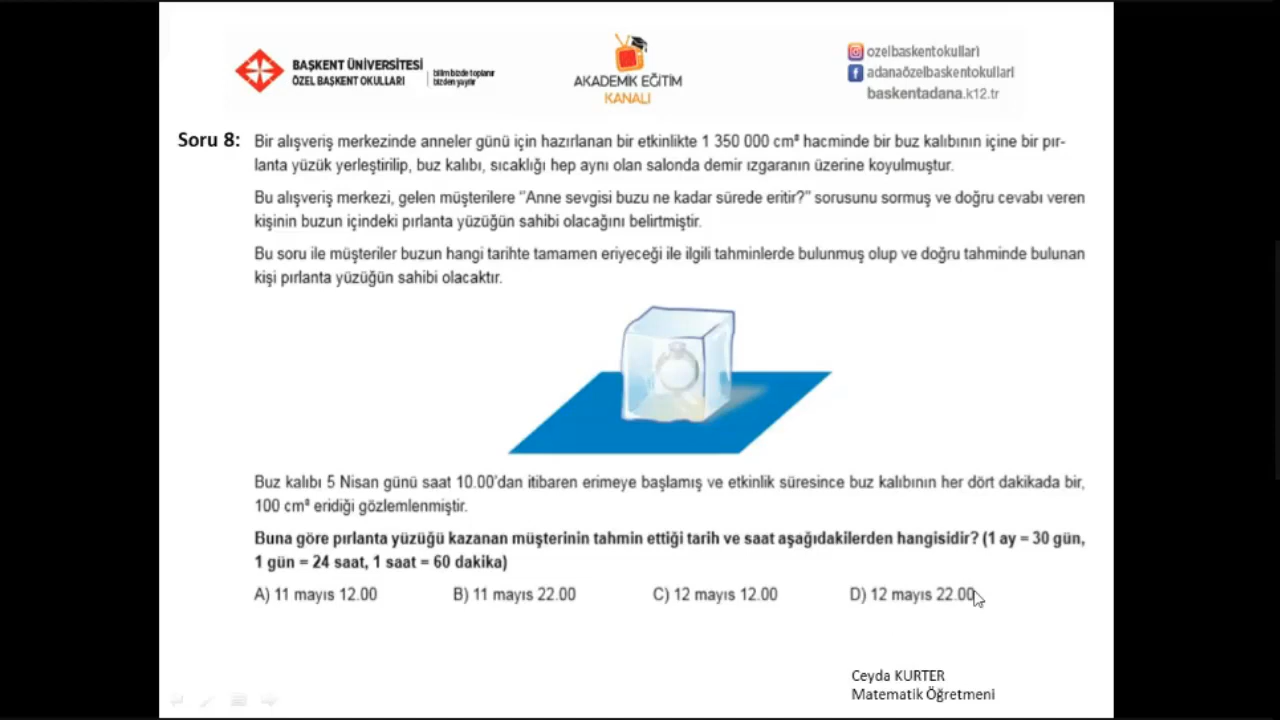 BAŞKENT ÜNİVERSİTESİ
ÖZEL BAŞKENT OKULLARI
bilim bizde toplanır
bizden yayılır
AKADEMİK EĞİTİM
KANALI
ozelbaskentokullari
adanaözelbaskentokullari
baskentadana.k12.tr
Soru 8: Bir alışveriş merkezinde anneler günü için hazırlanan bir etkinlikte 1 350 000 cm³ hacminde bir buz kalıbının içine bir pır-
lanta yüzük yerleştirilip, buz kalıbı, sıcaklığı hep aynı olan salonda demir ızgaranın üzerine koyulmuştur.
Bu alışveriş merkezi, gelen müşterilere "Anne sevgisi buzu ne kadar sürede eritir?" sorusunu sormuş ve doğru cevabı veren
kişinin buzun içindeki pırlanta yüzüğün sahibi olacağını belirtmiştir.
Bu soru ile müşteriler buzun hangi tarihte tamamen eriyeceği ile ilgili tahminlerde bulunmuş olup ve doğru tahminde bulunan
kişi pırlanta yüzüğün sahibi olacaktır.
Buz kalıbı 5 Nisan günü saat 10.00'dan itibaren erimeye başlamış ve etkinlik süresince buz kalıbının her dört dakikada bir,
100 cm³ eridiği gözlemlenmiştir.
Buna göre pırlanta yüzüğü kazanan müşterinin tahmin ettiği tarih ve saat aşağıdakilerden hangisidir? (1 ay = 30 gün,
1 gün = 24 saat, 1 saat = 60 dakika)
A) 11 mayıs 12.00 B) 11 mayıs 22.00 C) 12 mayıs 12.00 D) 12 mayıs 22.00
Ceyda KURTER
Matematik Öğretmeni